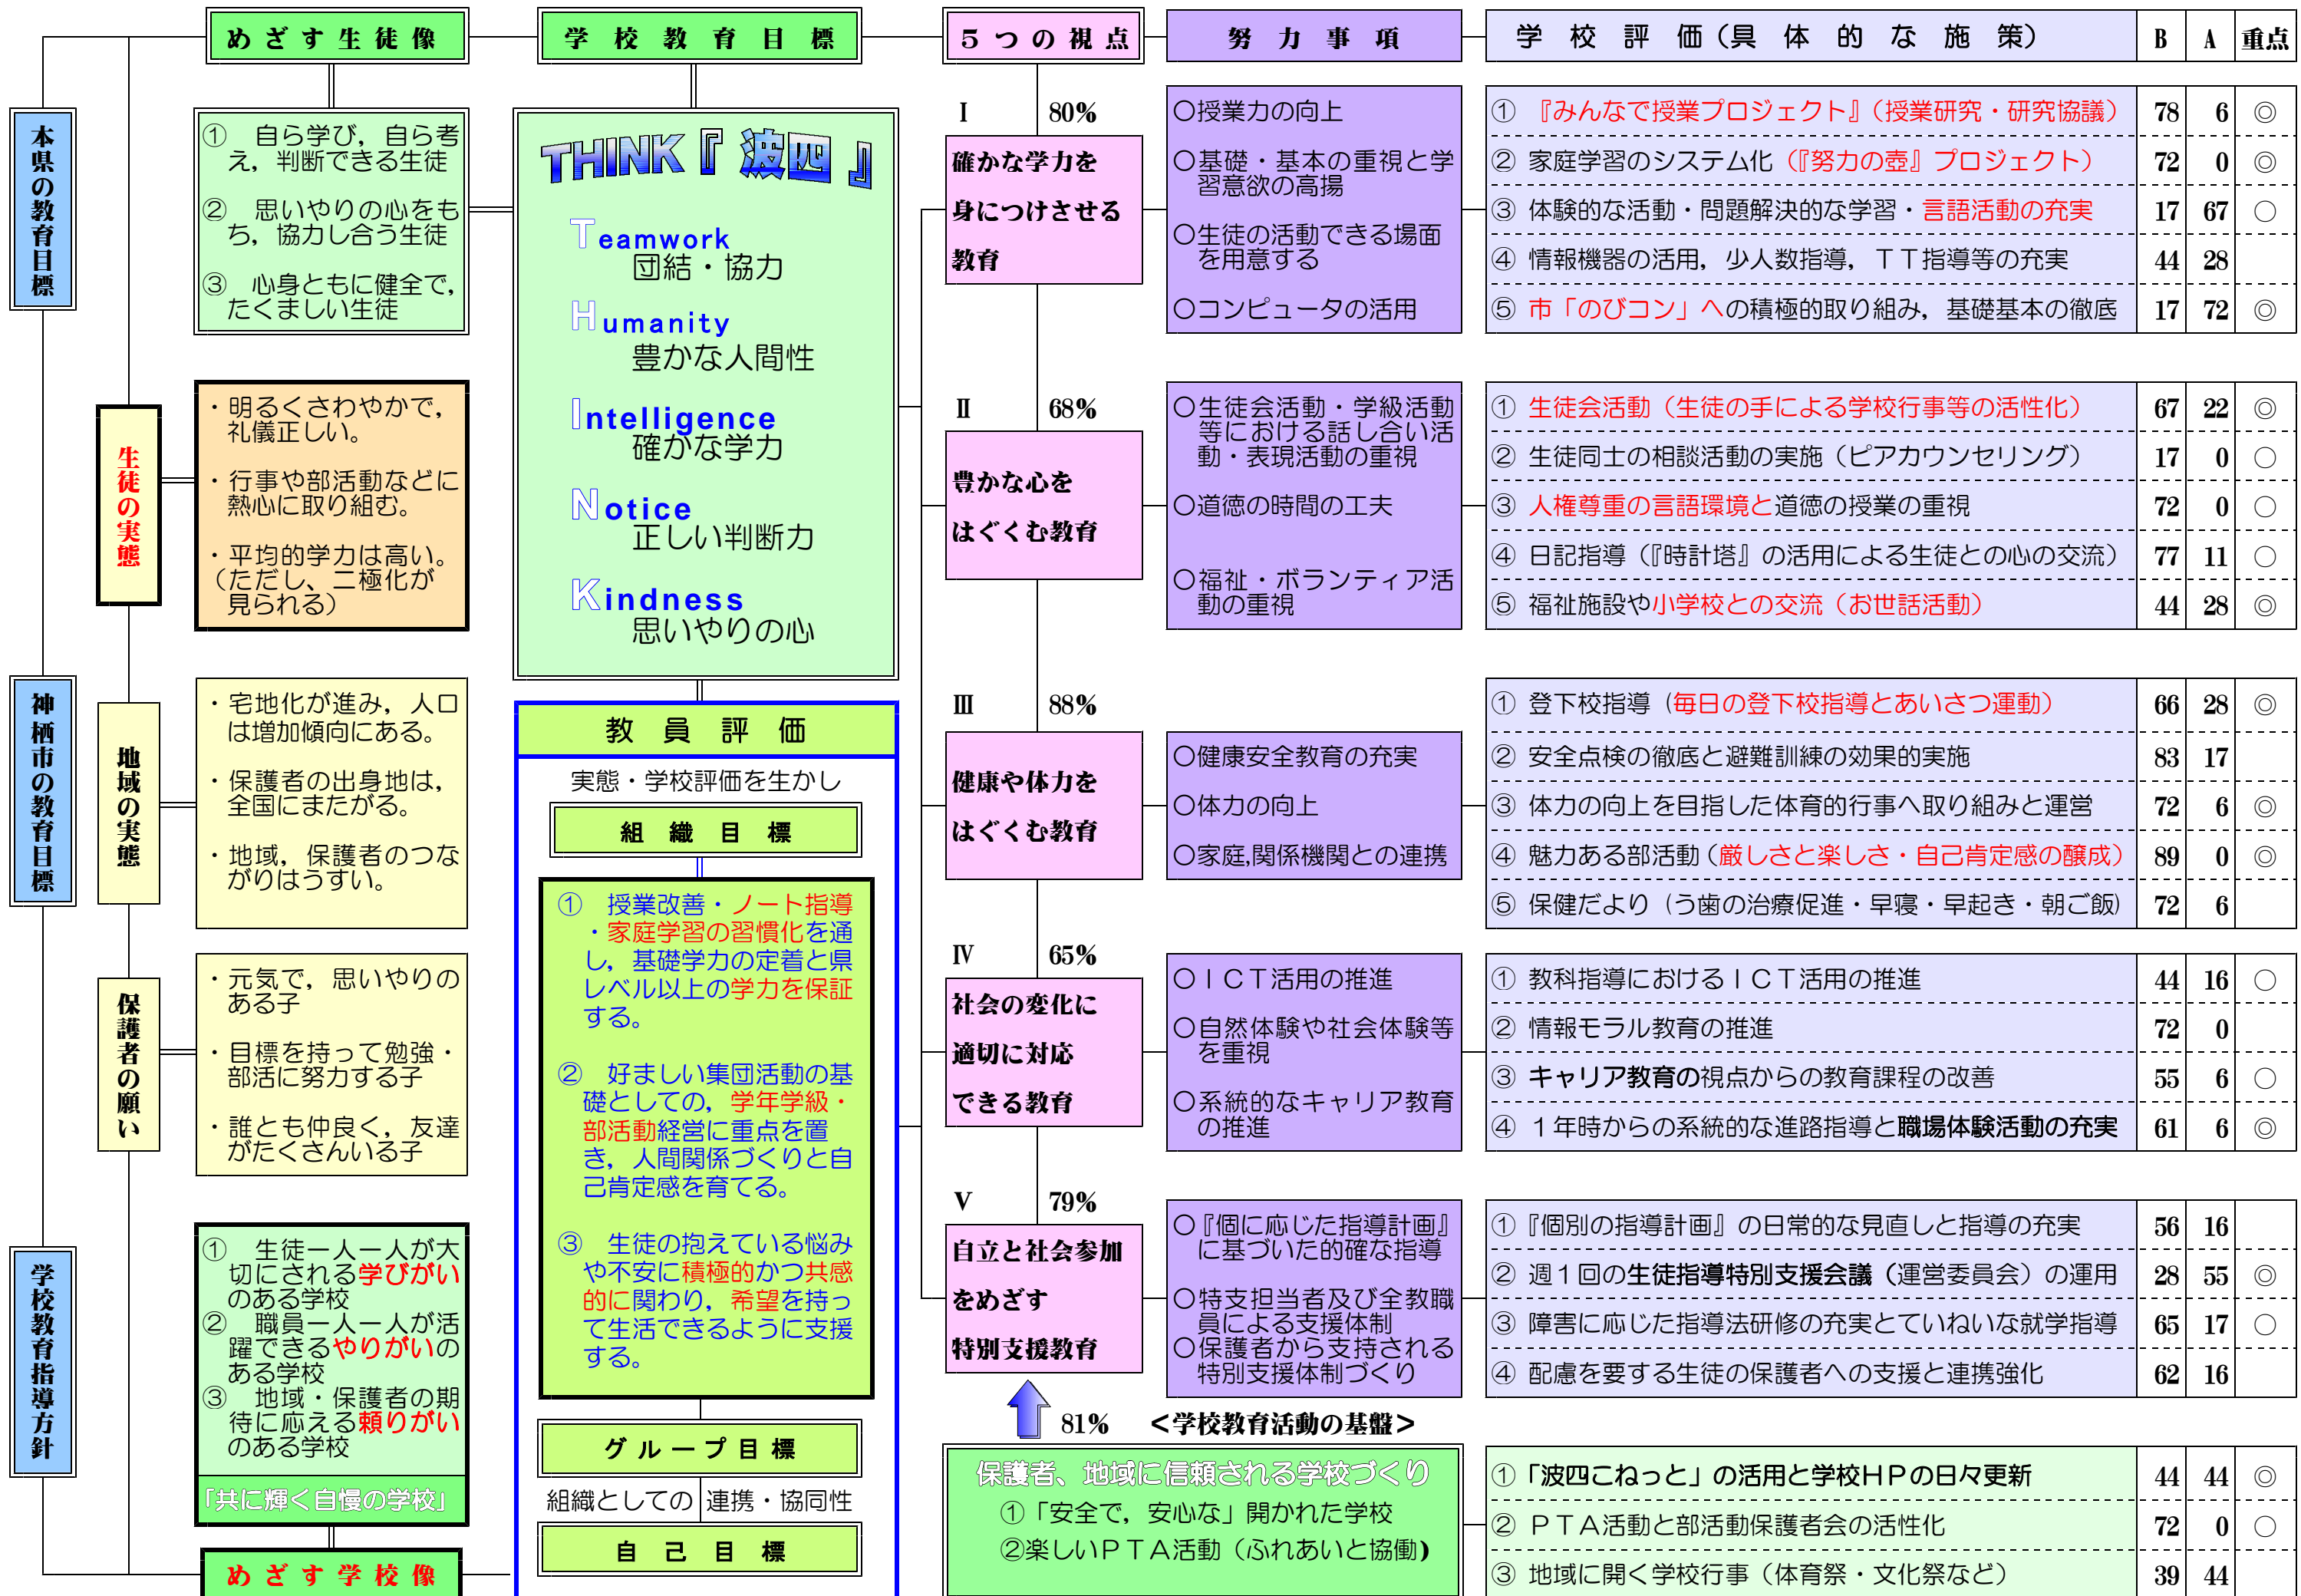 めざす生徒像
学校教育目標
5つの視点
努力事項
学校評価(具体的な施策)
B
A
重点
本県の教育目標
神栖市の教育目標
学校教育指導方針
生徒の実態
地域の実態
保護者の願い
① 自ら学び，自ら考
え，判断できる生徒
② 思いやりの心をも
ち，協力し合う生徒
③ 心身ともに健全で，
たくましい生徒
・明るくさわやかで，
礼儀正しい。
・行事や部活動などに
熱心に取り組む。
・平均的学力は高い。
（ただし、二極化が
見られる）
・宅地化が進み，人口
は増加傾向にある。
・保護者の出身地は，
全国にまたがる。
・地域，保護者のつな
がりはうすい。
・元気で，思いやりの
ある子
・目標を持って勉強・
部活に努力する子
・誰とも仲良く，友達
がたくさんいる子
① 生徒一人一人が大
切にされる学びがい
のある学校
② 職員一人一人が活
躍できるやりがいの
ある学校
③ 地域・保護者の期
待に応える頼りがい
のある学校
「共に輝く自慢の学校」
めざす学校像
THINK『波四』
Teamwork
団結・協力
Humanity
豊かな人間性
Intelligence
確かな学力
Notice
正しい判断力
Kindness
思いやりの心
教員評価
実態・学校評価を生かし
組織目標
① 授業改善・ノート指導
・家庭学習の習慣化を通
し，基礎学力の定着と県
レベル以上の学力を保証
する。
② 好ましい集団活動の基
礎としての，学年学級・
部活動経営に重点を置
き，人間関係づくりと自
己肯定感を育てる。
③ 生徒の抱えている悩み
や不安に積極的かつ共感
的に関わり，希望を持っ
て生活できるように支援
する。
グループ目標
組織としての 連携・協同性
自己目標
Ⅰ 80%
確かな学力を
身につけさせる
教育
○授業力の向上
○基礎・基本の重視と学
習意欲の高揚
○生徒の活動できる場面
を用意する
○コンピュータの活用
① 『みんなで授業プロジェクト』（授業研究・研究協議） 78 6 ◎
② 家庭学習のシステム化（『努力の壺』プロジェクト） 72 0 ◎
③ 体験的な活動・問題解決的な学習・言語活動の充実 17 67 ○
④ 情報機器の活用，少人数指導，ＴＴ指導等の充実 44 28
⑤ 市「のびコン」への積極的取り組み，基礎基本の徹底 17 72 ◎
Ⅱ 68%
豊かな心を
はぐくむ教育
○生徒会活動・学級活動
等における話し合い活
動・表現活動の重視
○道徳の時間の工夫
○福祉・ボランティア活
動の重視
① 生徒会活動（生徒の手による学校行事等の活性化） 67 22 ◎
② 生徒同士の相談活動の実施（ピアカウンセリング） 17 0 ○
③ 人権尊重の言語環境と道徳の授業の重視 72 0 ○
④ 日記指導（『時計塔』の活用による生徒との心の交流） 77 11 ○
⑤ 福祉施設や小学校との交流（お世話活動） 44 28 ◎
Ⅲ 88%
健康や体力を
はぐくむ教育
○健康安全教育の充実
○体力の向上
○家庭,関係機関との連携
① 登下校指導（毎日の登下校指導とあいさつ運動） 66 28 ◎
② 安全点検の徹底と避難訓練の効果的実施 83 17
③ 体力の向上を目指した体育的行事へ取り組みと運営 72 6 ◎
④ 魅力ある部活動（厳しさと楽しさ・自己肯定感の醸成） 89 0 ◎
⑤ 保健だより（う歯の治療促進・早寝・早起き・朝ご飯） 72 6
Ⅳ 65%
社会の変化に
適切に対応
できる教育
○ＩＣＴ活用の推進
○自然体験や社会体験等
を重視
○系統的なキャリア教育
の推進
① 教科指導におけるＩＣＴ活用の推進 44 16 ○
② 情報モラル教育の推進 72 0
③ キャリア教育の視点からの教育課程の改善 55 6 ○
④ １年時からの系統的な進路指導と職場体験活動の充実 61 6 ◎
Ⅴ 79%
自立と社会参加
をめざす
特別支援教育
○『個に応じた指導計画』
に基づいた的確な指導
○特支担当者及び全教職
員による支援体制
○保護者から支持される
特別支援体制づくり
①『個別の指導計画』の日常的な見直しと指導の充実 56 16
② 週１回の生徒指導特別支援会議（運営委員会）の運用 28 55 ◎
③ 障害に応じた指導法研修の充実とていねいな就学指導 65 17 ○
④ 配慮を要する生徒の保護者への支援と連携強化 62 16
81% <学校教育活動の基盤>
保護者、地域に信頼される学校づくり
①「安全で，安心な」開かれた学校
②楽しいＰＴＡ活動（ふれあいと協働）
①「波四こねっと」の活用と学校ＨＰの日々更新 44 44 ◎
② ＰＴＡ活動と部活動保護者会の活性化 72 0 ○
③ 地域に開く学校行事（体育祭・文化祭など） 39 44